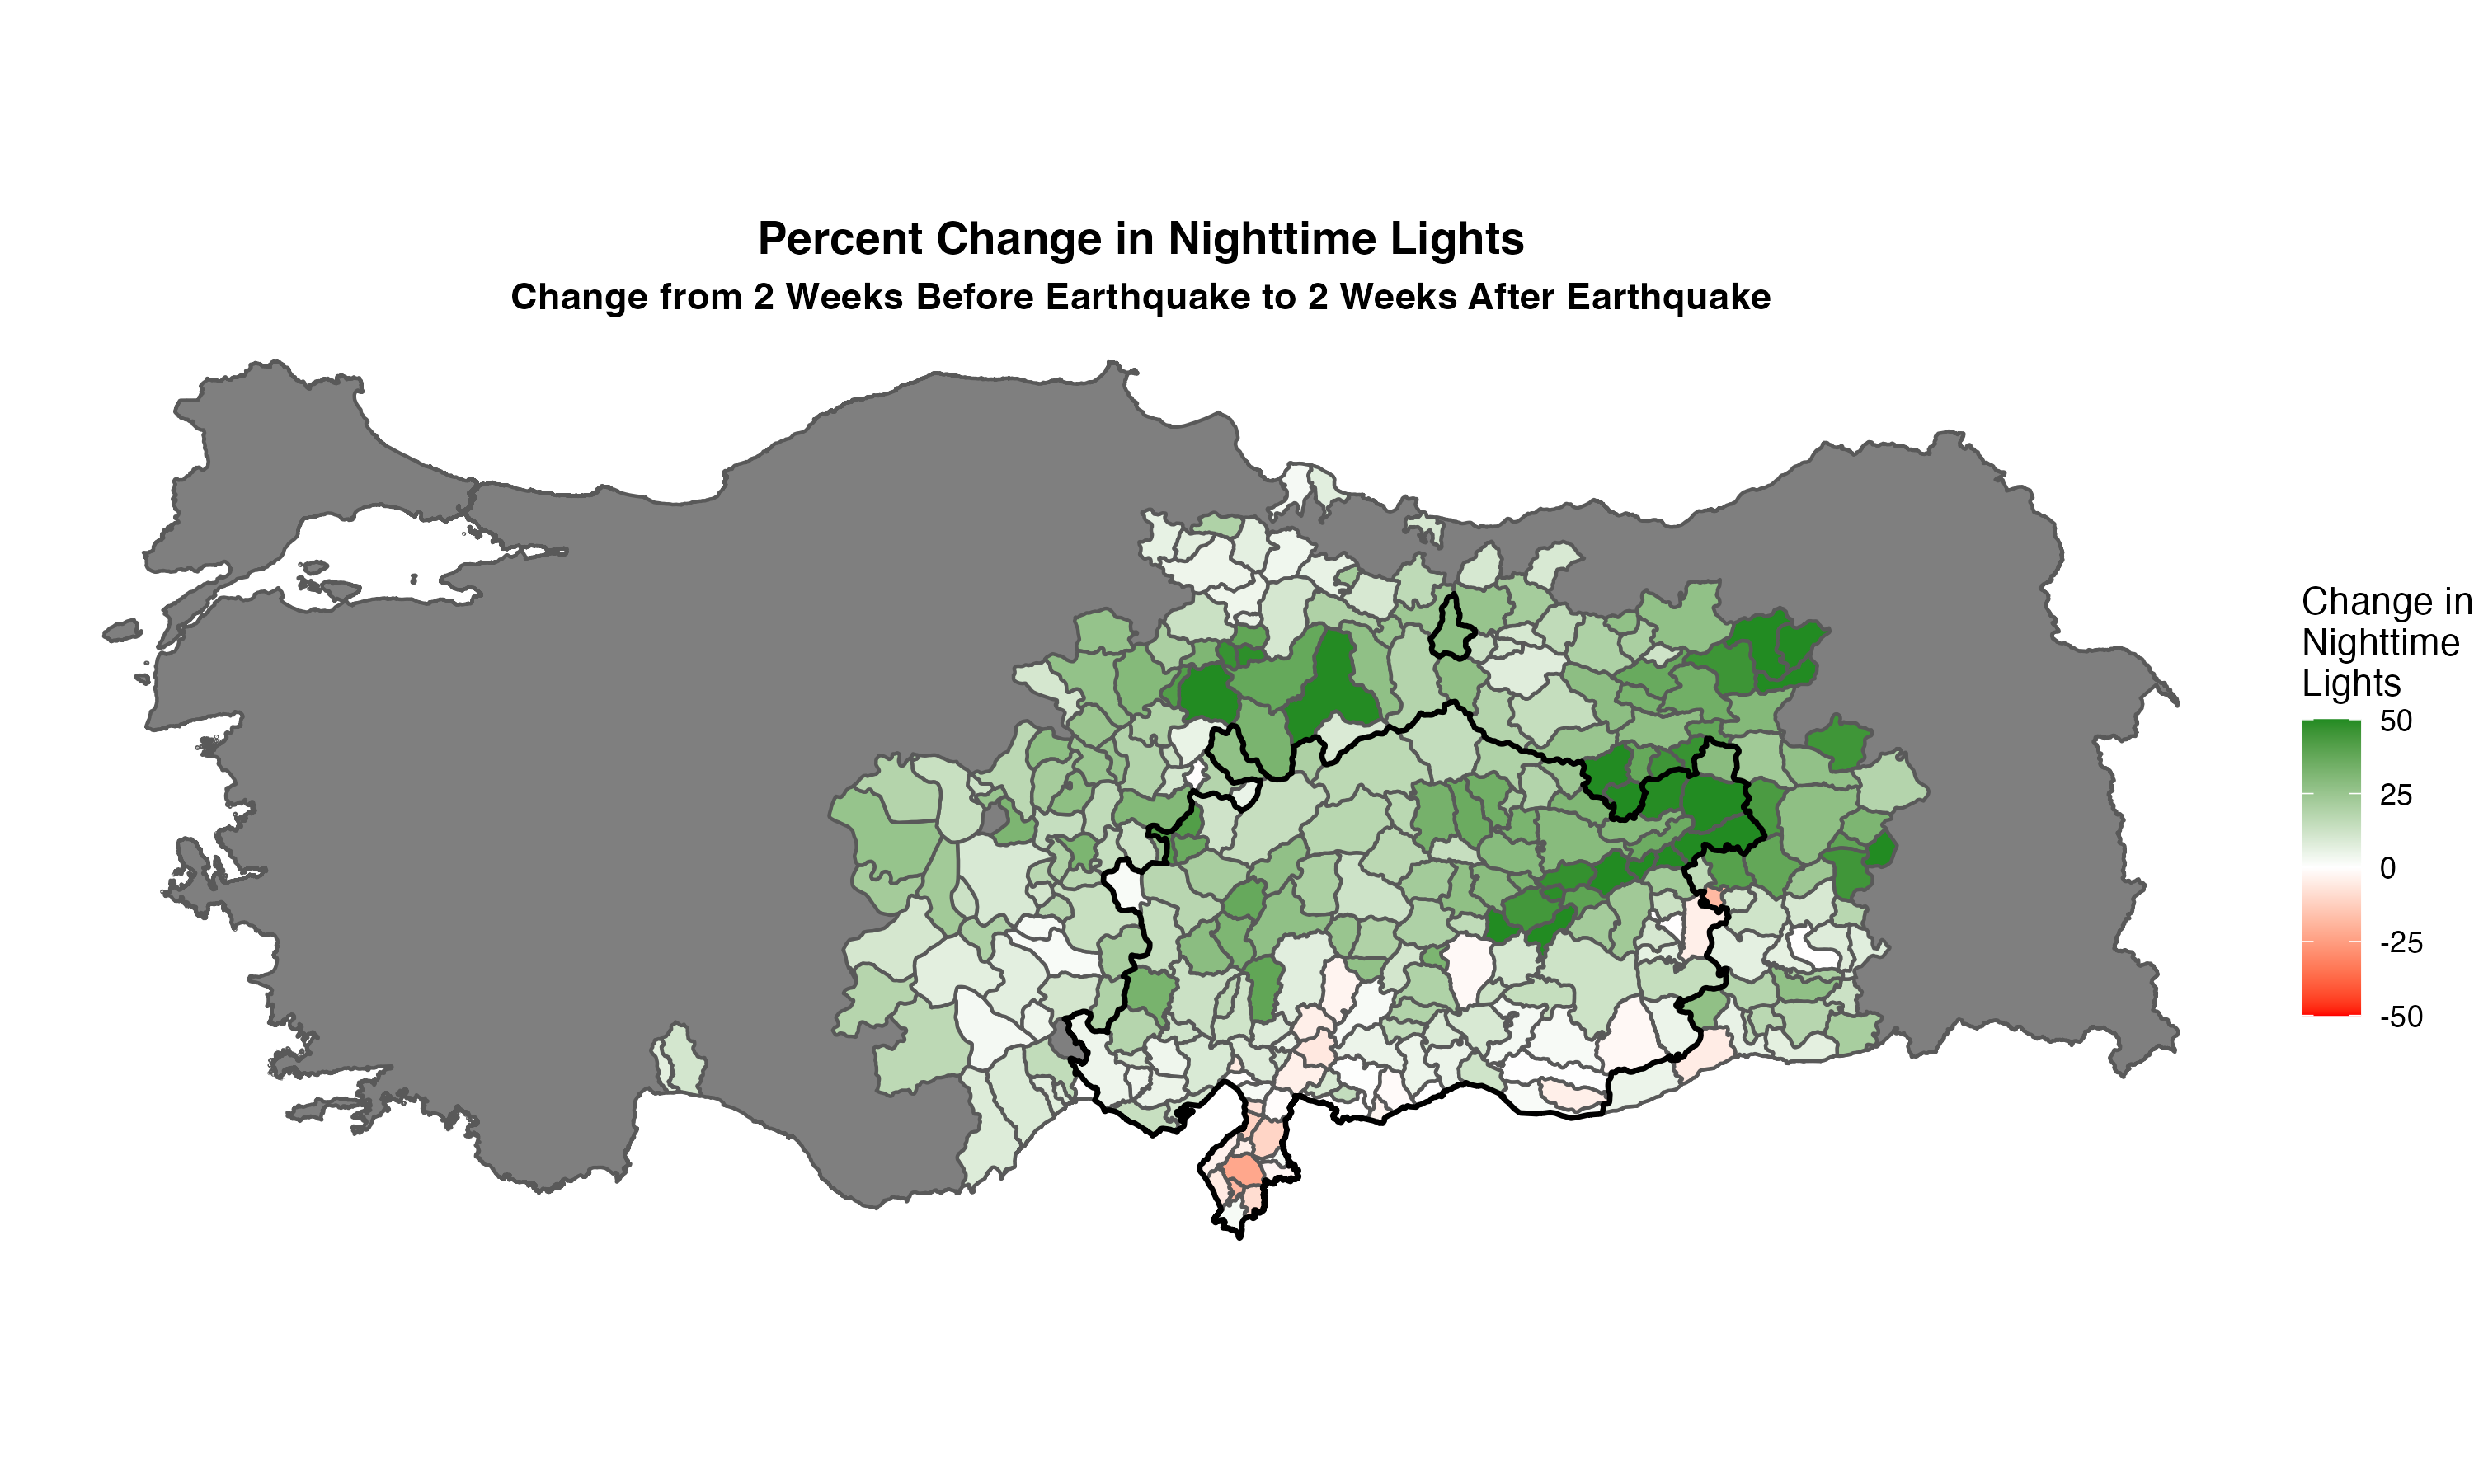 Percent Change in Nighttime Lights
Change from 2 Weeks Before Earthquake to 2 Weeks After Earthquake
Change in
Nighttime
Lights
50
25
0
-25
-50